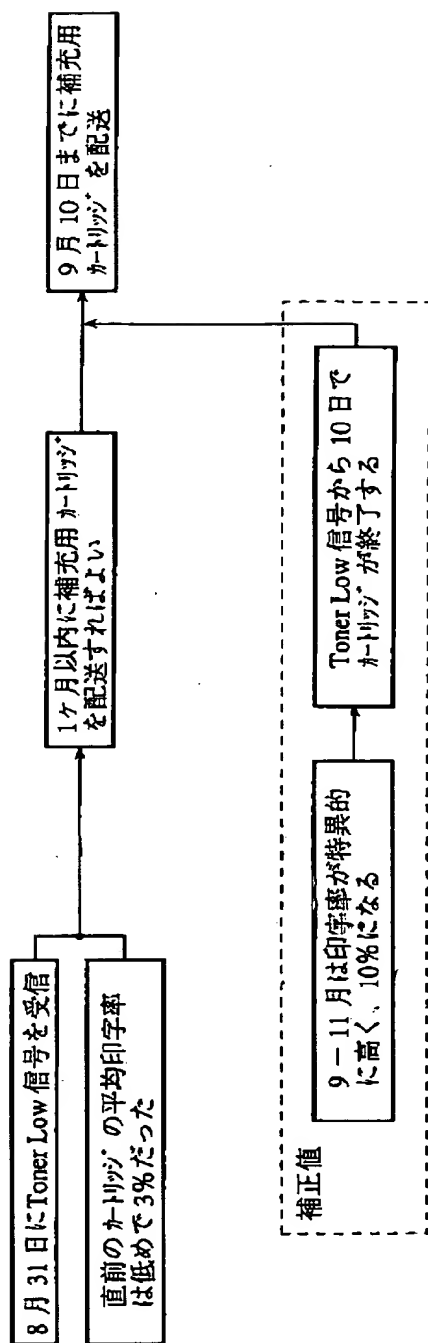 8月31日にToner Low信号を受信
直前のカートリッジの平均印字率
は低めで3%だった
1ヶ月以内に補充用カートリッジ
を配送すればよい
9月10日までに補充用
カートリッジを配送
補正値
9－11月は印字率が特異的
に高く、10%になる
Toner Low信号から10日で
カートリッジが終了する